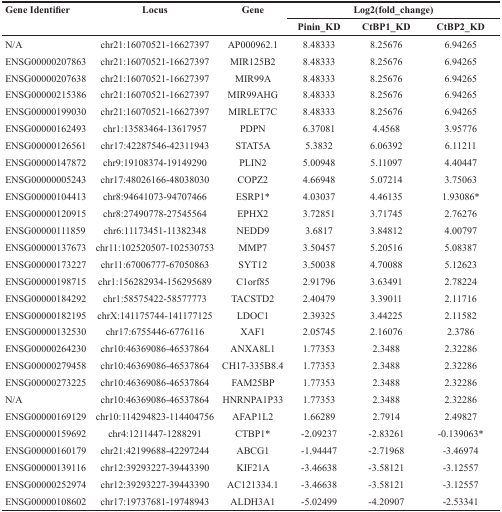 Gene Identifier Locus Gene Log2(fold_change)
Pinin_KD CtBP1_KD CtBP2_KD
N/A chr21:16070521-16627397 AP000962.1 8.48333 8.25676 6.94265
ENSG00000207863 chr21:16070521-16627397 MIR125B2 8.48333 8.25676 6.94265
ENSG00000207638 chr21:16070521-16627397 MIR99A 8.48333 8.25676 6.94265
ENSG00000215386 chr21:16070521-16627397 MIR99AHG 8.48333 8.25676 6.94265
ENSG00000199030 chr21:16070521-16627397 MIRLET7C 8.48333 8.25676 6.94265
ENSG00000162493 chr1:13583464-13617957 PDPN 6.37081 4.4568 3.95776
ENSG00000126561 chr17:42287546-42311943 STAT5A 5.3832 6.06392 6.11211
ENSG00000147872 chr9:19108374-19149290 PLIN2 5.00948 5.11097 4.40447
ENSG00000005243 chr17:48026166-48038030 COPZ2 4.66948 5.07214 3.75063
ENSG00000104413 chr8:94641073-94707466 ESRP1* 4.03037 4.46135 1.93086*
ENSG00000120915 chr8:27490778-27545564 EPHX2 3.72851 3.71745 2.76276
ENSG00000111859 chr6:11173451-11382348 NEDD9 3.6817 3.84812 4.00797
ENSG00000137673 chr11:102520507-102530753 MMP7 3.50457 5.20516 5.08387
ENSG00000173227 chr11:67006777-67050863 SYT12 3.50038 4.70088 5.12623
ENSG00000198715 chr1:156282934-156295689 C1orf85 2.91796 3.63491 2.78224
ENSG00000184292 chr1:58575422-58577773 TACSTD2 2.40479 3.39011 2.11716
ENSG00000182195 chrX:141175744-141177125 LDOC1 2.39325 3.44225 2.11582
ENSG00000132530 chr17:6755446-6776116 XAF1 2.05745 2.16076 2.3786
ENSG00000264230 chr10:46369086-46537864 ANXA8L1 1.77353 2.3488 2.32286
ENSG00000279458 chr10:46369086-46537864 CH17-335B8.4 1.77353 2.3488 2.32286
ENSG00000273225 chr10:46369086-46537864 FAM25BP 1.77353 2.3488 2.32286
N/A chr10:46369086-46537864 HNRNPA1P33 1.77353 2.3488 2.32286
ENSG00000169129 chr10:114294823-114404756 AFAP1L2 1.66289 2.7914 2.49827
ENSG00000159692 chr4:1211447-1288291 CTBP1* -2.09237 -2.83261 -0.139063*
ENSG00000160179 chr21:42199688-42297244 ABCG1 -1.94447 -2.71968 -3.46974
ENSG00000139116 chr12:39293227-39443390 KIF21A -3.46638 -3.58121 -3.12557
ENSG00000252974 chr12:39293227-39443390 AC121334.1 -3.46638 -3.58121 -3.12557
ENSG00000108602 chr17:19737681-19748943 ALDH3A1 -5.02499 -4.20907 -2.53341